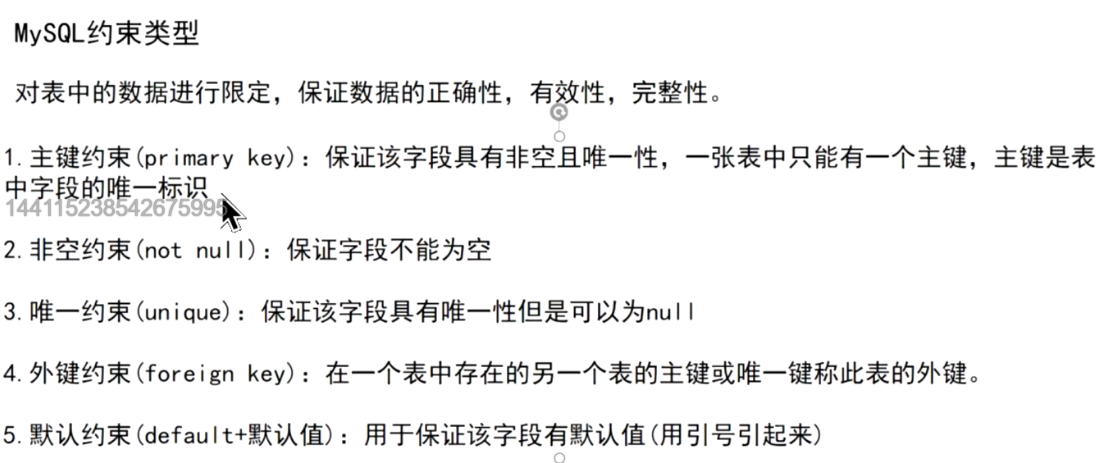 MySQL约束类型
对表中的数据进行限定，保证数据的正确性，有效性，完整性。
1.主键约束(primary key)：保证该字段具有非空且唯一性，一张表中只能有一个主键，主键是表
中字段的唯一标识
144115238542675995
2.非空约束(not null)：保证字段不能为空
3.唯一约束(unique)：保证该字段具有唯一性但是可以为null
4.外键约束(foreign key)：在一个表中存在的另一个表的主键或唯一键称此表的外键。
5.默认约束(default+默认值)：用于保证该字段有默认值(用引号引起来)